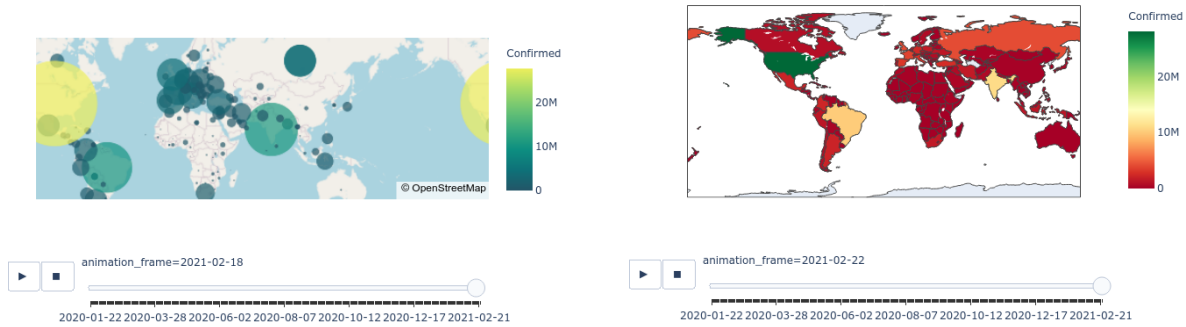 Confirmed
20M
10M
0
© OpenStreetMap
animation_frame=2021-02-18
2020-01-22 2020-03-28 2020-06-02 2020-08-07 2020-10-12 2020-12-17 2021-02-21
Confirmed
20M
10M
0
animation_frame=2021-02-22
2020-01-22 2020-03-28 2020-06-02 2020-08-07 2020-10-12 2020-12-17 2021-02-21